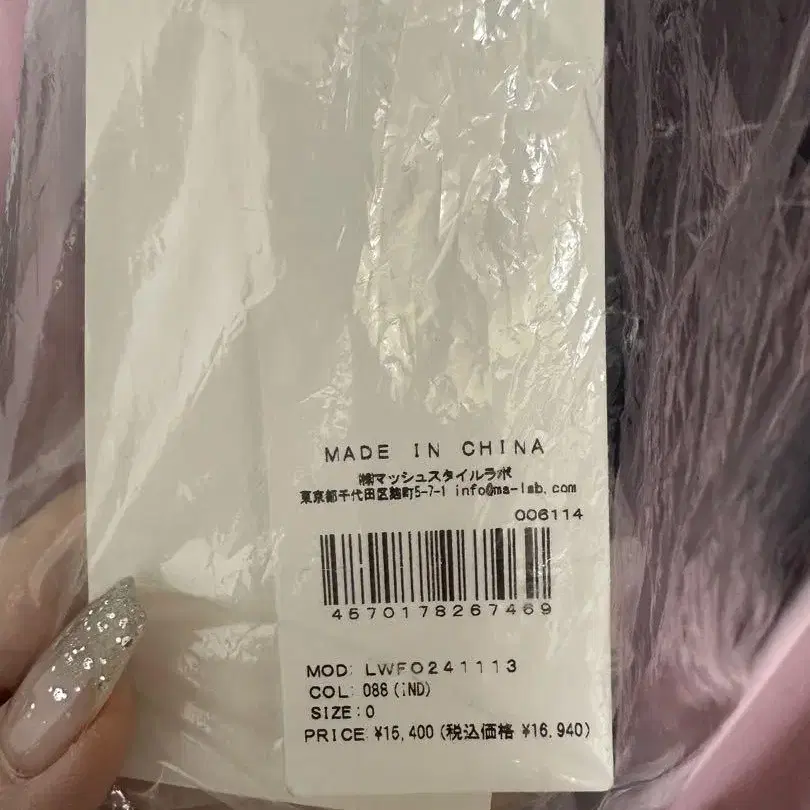 MADE IN CHINA
㈱マッシュスタイルラボ
東京都千代田区麹町5-7-1 info@ms-lab.com
006114
4570178267469
MOD: LWFO241113
COL: 088(IND)
SIZE:0
PRICE:¥15,400(税込価格 ¥16,940)